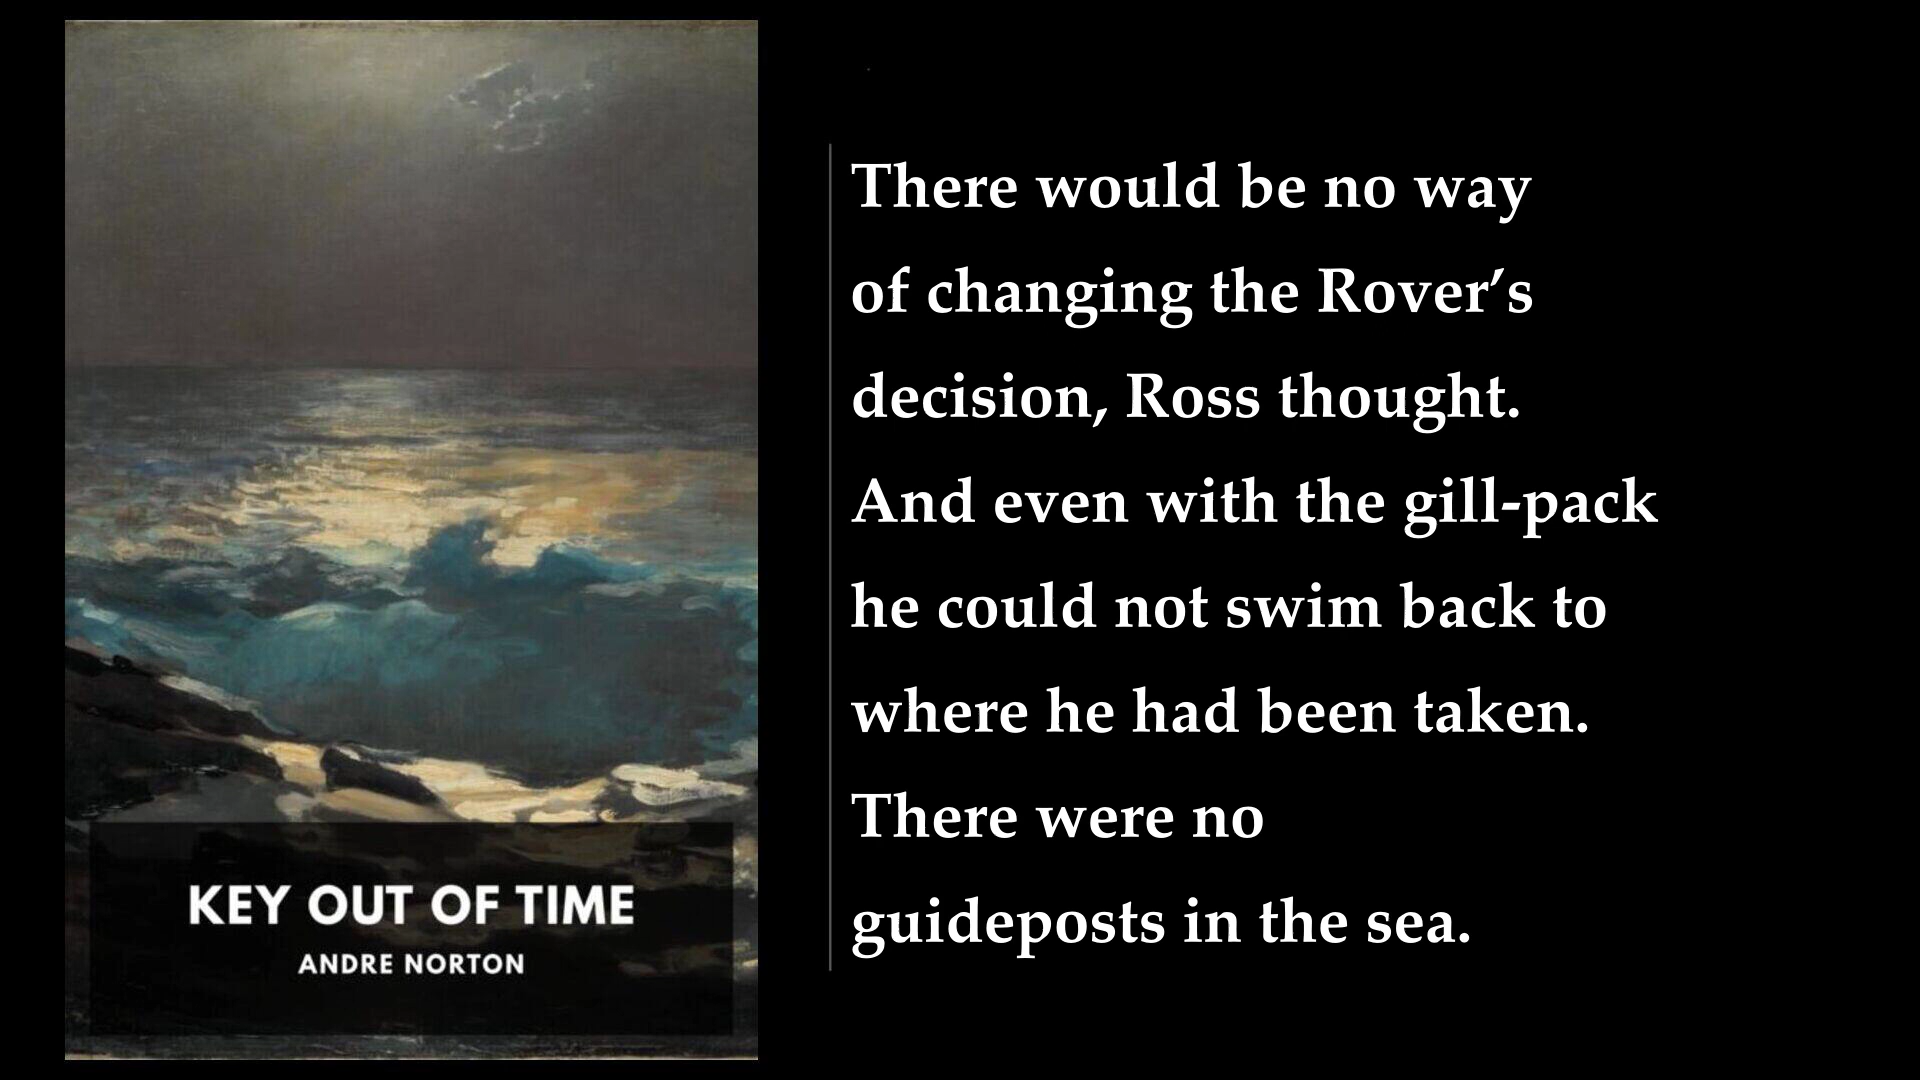 There would be no way
of changing the Rover’s
decision, Ross thought.
And even with the gill-pack
he could not swim back to
where he had been taken.
There were no
guideposts in the sea.
KEY OUT OF TIME
ANDRE NORTON